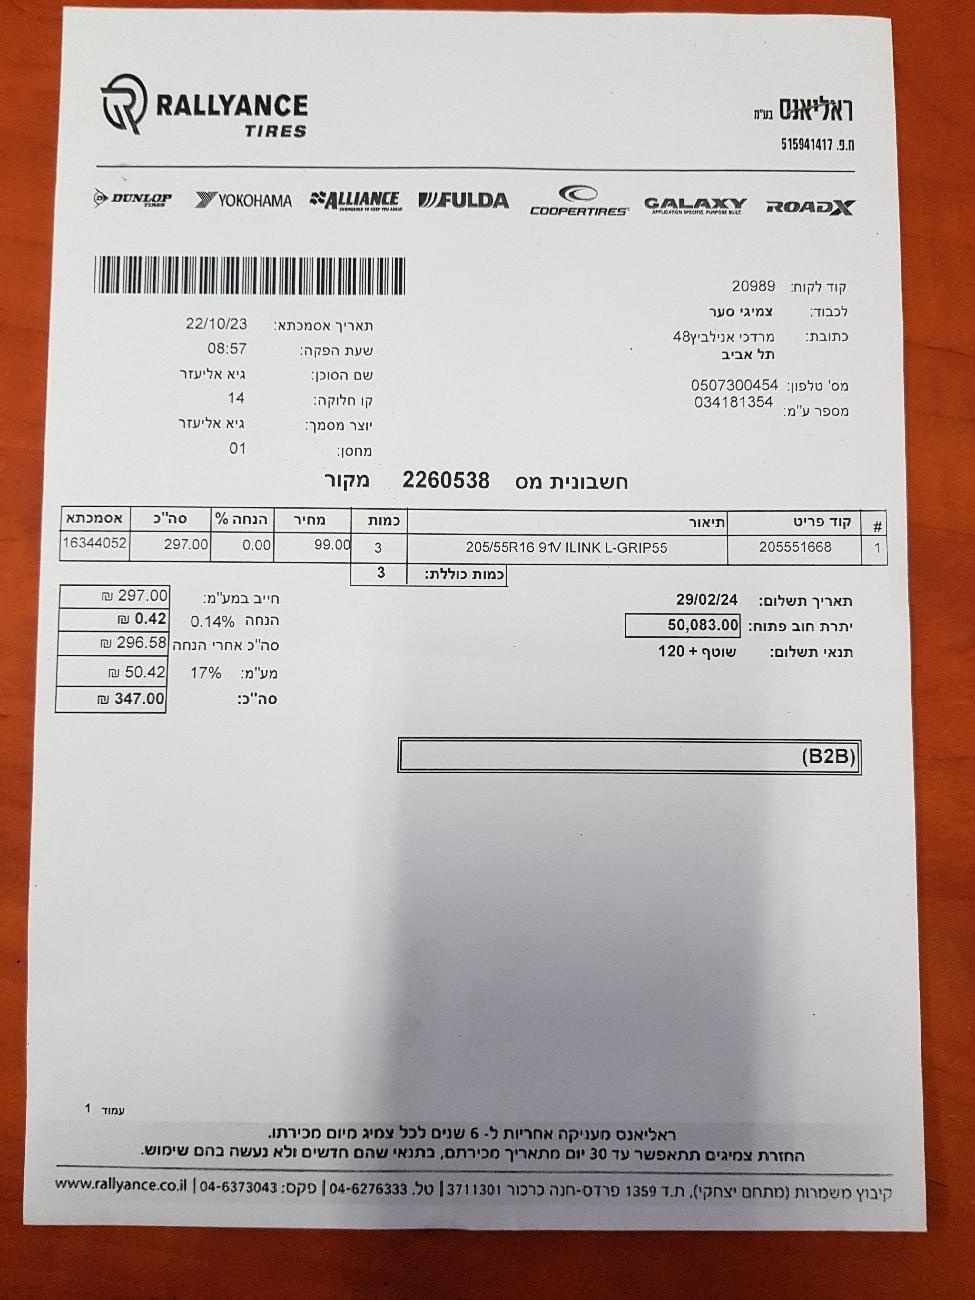 RALLYANCE
TIRES
ראליאנס בע"מ
ח.פ. 515941417
DUNLOP TIRES YOKOHAMA ALLIANCE FULDA COOPERTIRES GALAXY ROADX
קוד לקוח: 20989
לכבוד: צמיגי סער
כתובת: מרדכי אנילביץ48
תל אביב
מס' טלפון: 0507300454
מספר ע"מ: 034181354
תאריך אסמכתא: 22/10/23
שעת הפקה: 08:57
שם הסוכן: גיא אליעזר
קו חלוקה: 14
יוצר מסמך: גיא אליעזר
מחסן: 01
חשבונית מס 2260538 מקור
# קוד פריט תיאור כמות מחיר הנחה % סה"כ אסמכתא
1 205551668 205/55R16 91V ILINK L-GRIP55 3 99.00 0.00 297.00 16344052
כמות כוללת: 3
תאריך תשלום: 29/02/24
יתרת חוב פתוח: 50,083.00
תנאי תשלום: שוטף + 120
חייב במע"מ: 297.00 ₪
הנחה 0.14% 0.42 ₪
סה"כ אחרי הנחה 296.58 ₪
מע"מ: 17% 50.42 ₪
סה"כ: 347.00 ₪
(B2B)
עמוד 1
ראליאנס מעניקה אחריות ל- 6 שנים לכל צמיג מיום מכירתו.
החזרת צמיגים תתאפשר עד 30 יום מתאריך מכירתם, בתנאי שהם חדשים ולא נעשה בהם שימוש.
קיבוץ משמרות (מתחם יצחקי), ת.ד 1359 פרדס-חנה כרכור 3711301 | טל. 04-6276333 | פקס: 04-6373043 | www.rallyance.co.il